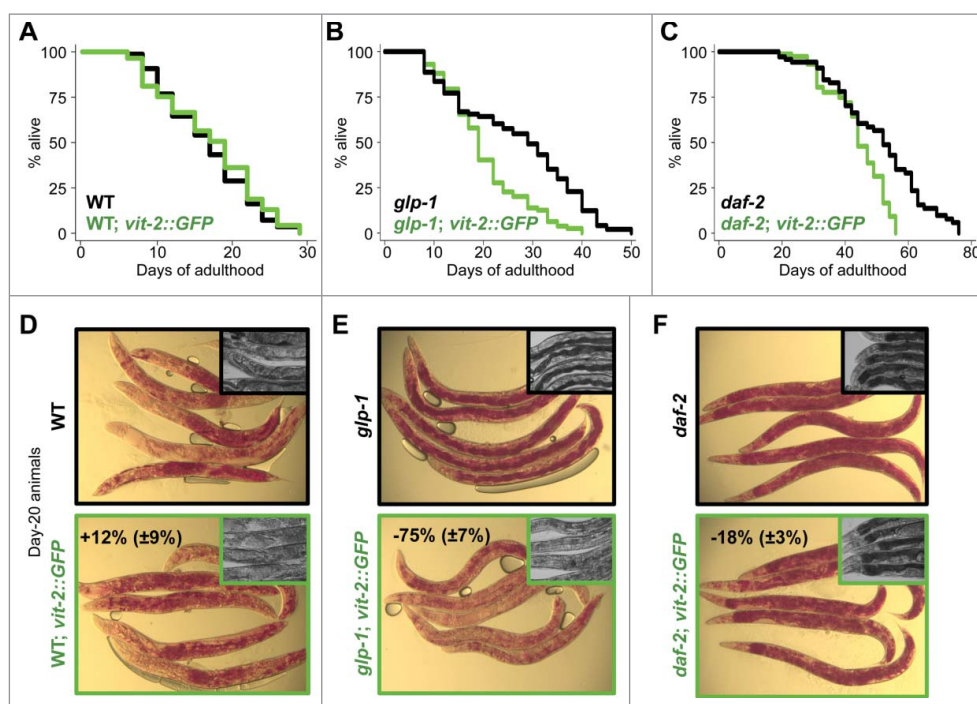 A
100
75
50
25
0
% alive
WT
WT; vit-2::GFP
0
10
20
30
Days of adulthood
B
100
75
50
25
0
% alive
glp-1
glp-1; vit-2::GFP
0
10
20
30
40
50
Days of adulthood
C
100
75
50
25
0
% alive
daf-2
daf-2; vit-2::GFP
0
20
40
60
80
Days of adulthood
Day-20 animals
D
WT
WT; vit-2::GFP
+12% (±9%)
E
glp-1
glp-1; vit-2::GFP
-75% (±7%)
F
daf-2
daf-2; vit-2::GFP
-18% (±3%)